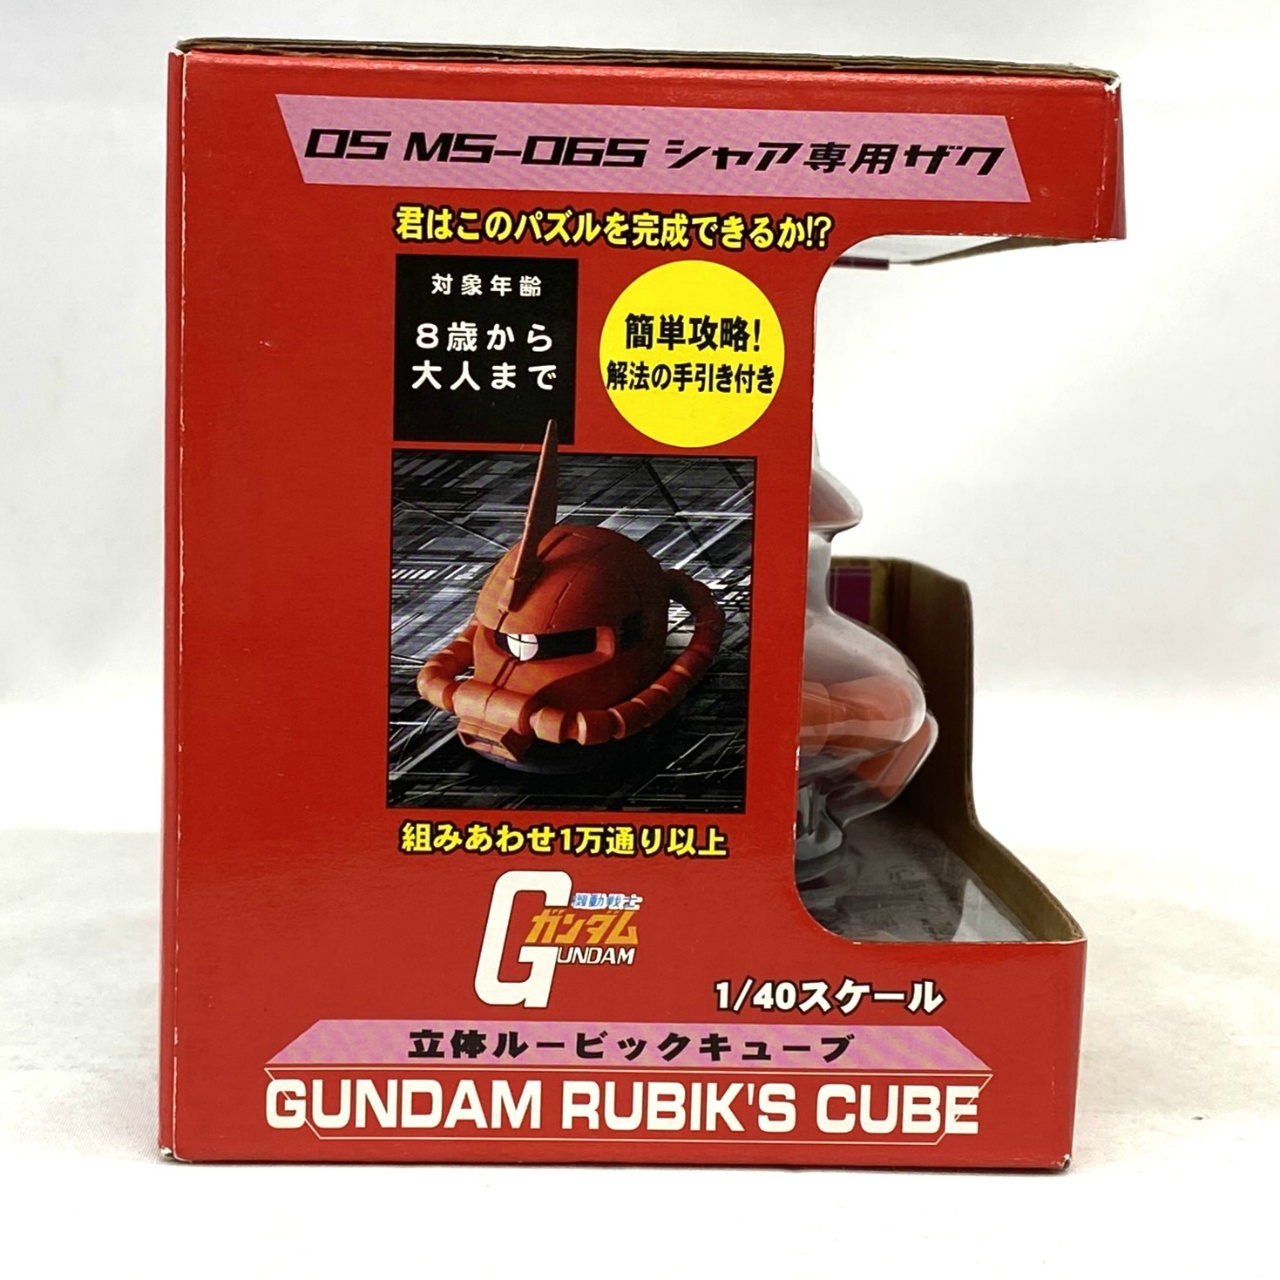 05 MS-06S シャア専用ザク
君はこのパズルを完成できるか!?
対象年齢
8歳から
大人まで
簡単攻略!
解法の手引き付き
組みあわせ1万通り以上
機動戦士
ガンダム
GUNDAM
1/40スケール
立体ルービックキューブ
GUNDAM RUBIK'S CUBE